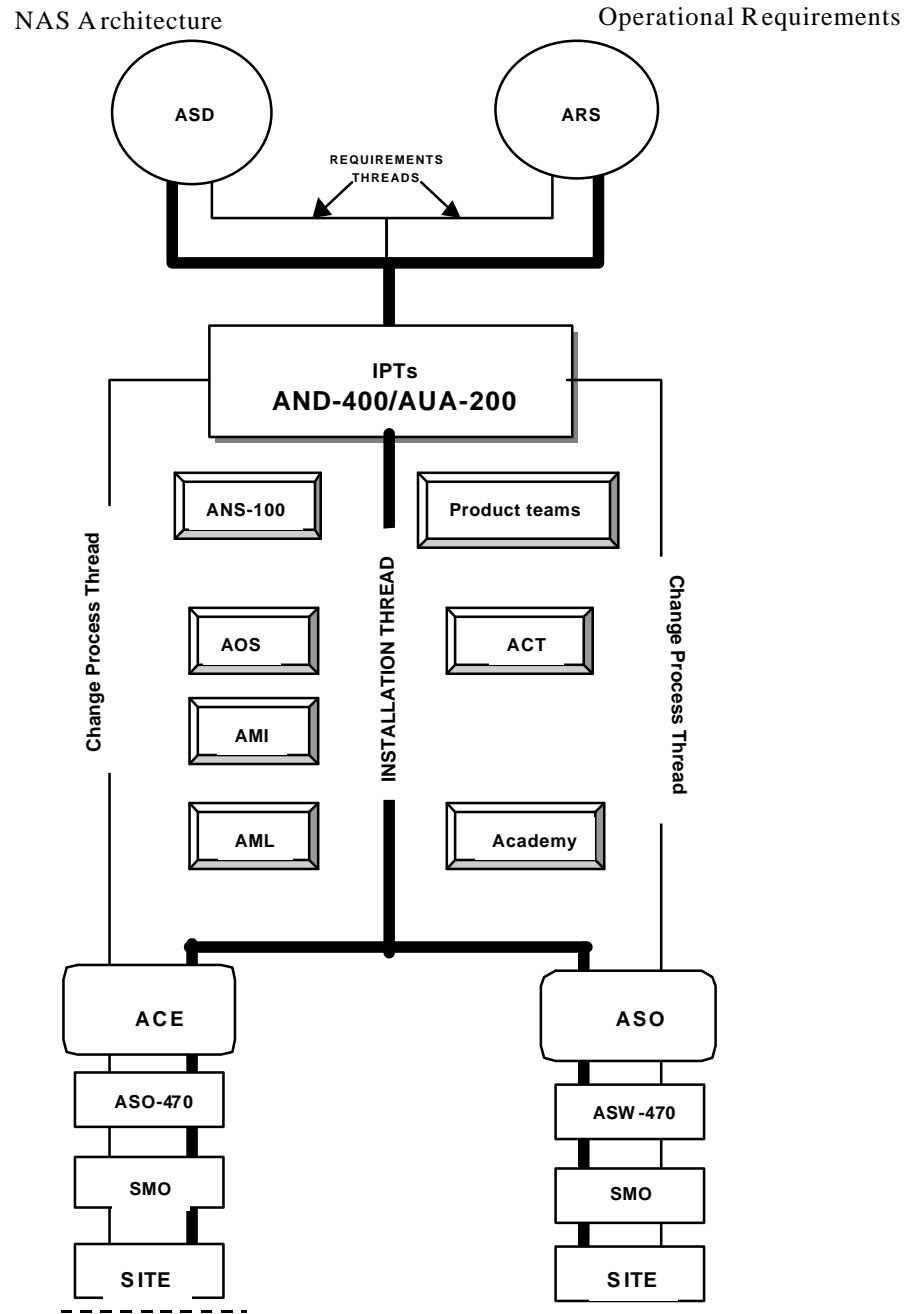 NAS Architecture
Operational Requirements
ASD
ARS
REQUIREMENTS
THREADS
IPTs
AND-400/AUA-200
ANS-100
Product teams
Change Process Thread
INSTALLATION THREAD
Change Process Thread
AOS
ACT
AMI
AML
Academy
ACE
ASO
ASO-470
ASW-470
SMO
SMO
SITE
SITE